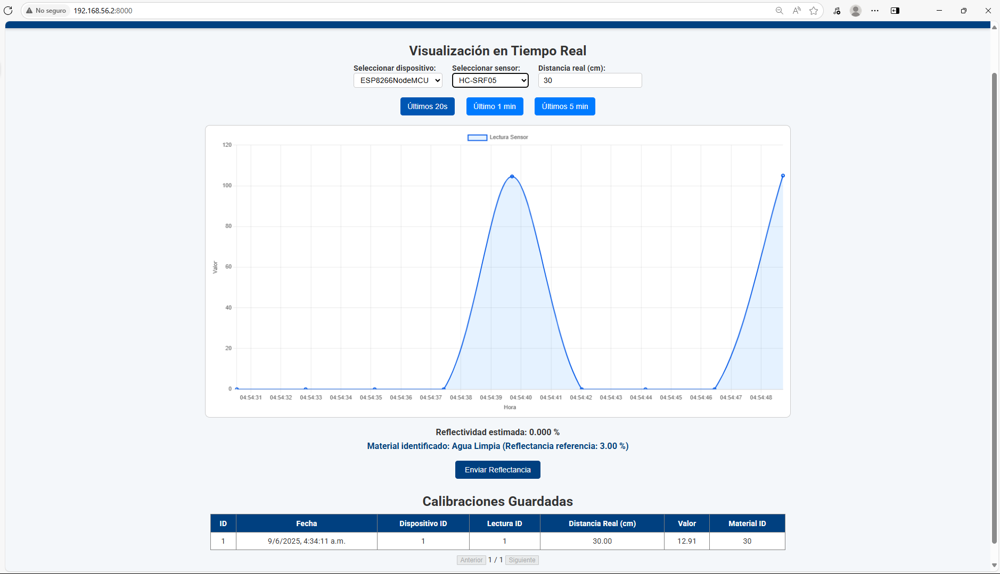 No seguro 192.168.56.2:8000
Visualización en Tiempo Real
Seleccionar dispositivo: Seleccionar sensor: Distancia real (cm):
ESP8266NodeMCU HC-SRF05 30
Últimos 20s Último 1 min Últimos 5 min
Lectura Sensor
120
100
80
60
40
20
0
Valor
04:54:31 04:54:32 04:54:33 04:54:34 04:54:35 04:54:36 04:54:37 04:54:38 04:54:39 04:54:40 04:54:41 04:54:42 04:54:43 04:54:44 04:54:45 04:54:46 04:54:47 04:54:48
Hora
Reflectividad estimada: 0.000 %
Material identificado: Agua Limpia (Reflectancia referencia: 3.00 %)
Enviar Reflectancia
Calibraciones Guardadas
ID Fecha Dispositivo ID Lectura ID Distancia Real (cm) Valor Material ID
1 9/6/2025, 4:34:11 a.m. 1 1 30.00 12.91 30
Anterior 1 / 1 Siguiente